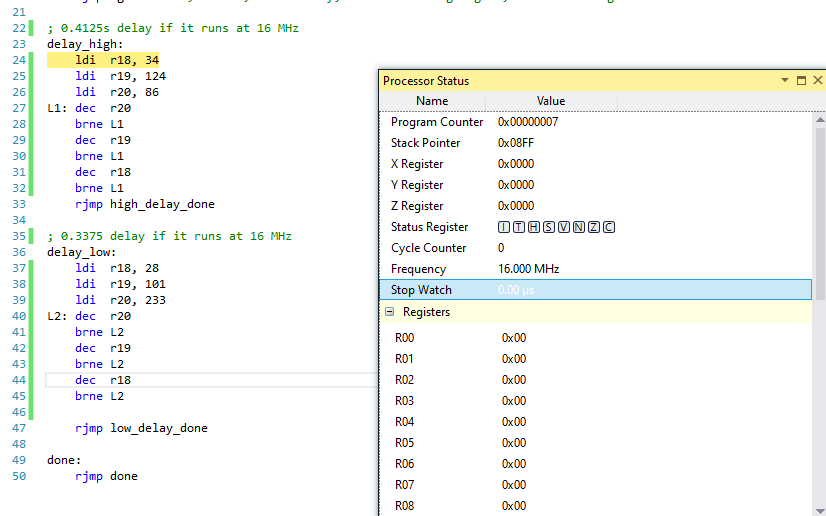 21
22 ; 0.4125s delay if it runs at 16 MHz
23 delay_high:
24 ldi r18, 34
25 ldi r19, 124
26 ldi r20, 86
27 L1: dec r20
28 brne L1
29 dec r19
30 brne L1
31 dec r18
32 brne L1
33 rjmp high_delay_done
34
35 ; 0.3375 delay if it runs at 16 MHz
36 delay_low:
37 ldi r18, 28
38 ldi r19, 101
39 ldi r20, 233
40 L2: dec r20
41 brne L2
42 dec r19
43 brne L2
44 dec r18
45 brne L2
46
47 rjmp low_delay_done
48
49 done:
50 rjmp done
Processor Status
Name Value
Program Counter 0x00000007
Stack Pointer 0x08FF
X Register 0x0000
Y Register 0x0000
Z Register 0x0000
Status Register I T H S V N Z C
Cycle Counter 0
Frequency 16.000 MHz
Stop Watch 0.00 µs
Registers
R00 0x00
R01 0x00
R02 0x00
R03 0x00
R04 0x00
R05 0x00
R06 0x00
R07 0x00
R08 0x00